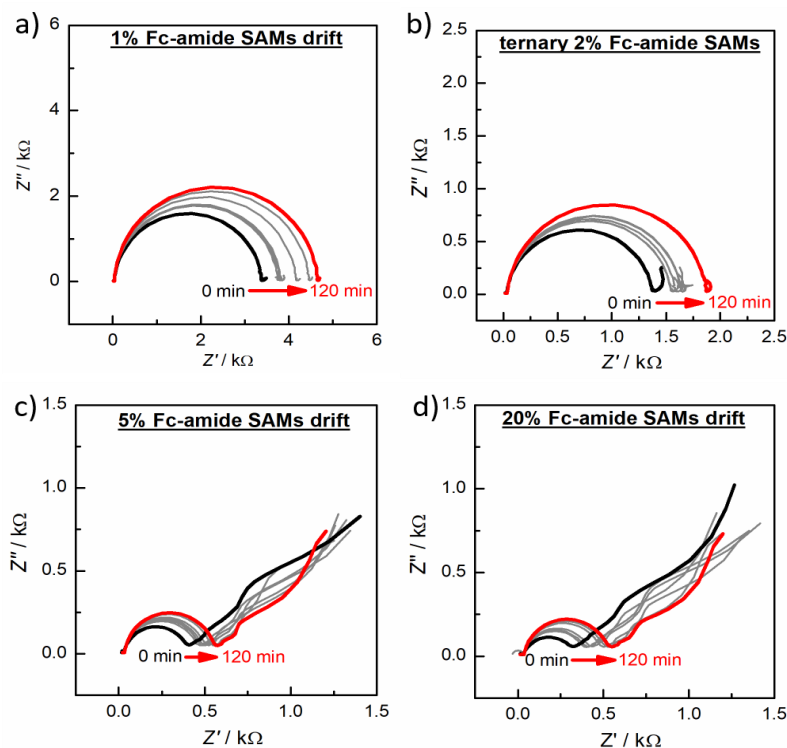 a)
1% Fc-amide SAMs drift
6
4
2
0
Z'' / kΩ
0 min
120 min
0
2
4
6
Z' / kΩ
b)
ternary 2% Fc-amide SAMs
2.5
2.0
1.5
1.0
0.5
0.0
Z'' / kΩ
0 min
120 min
0.0
0.5
1.0
1.5
2.0
2.5
Z' / kΩ
c)
5% Fc-amide SAMs drift
1.5
1.0
0.5
0.0
Z'' / kΩ
0 min
120 min
0.0
0.5
1.0
1.5
Z' / kΩ
d)
20% Fc-amide SAMs drift
1.5
1.0
0.5
0.0
Z'' / kΩ
0 min
120 min
0.0
0.5
1.0
1.5
Z' / kΩ